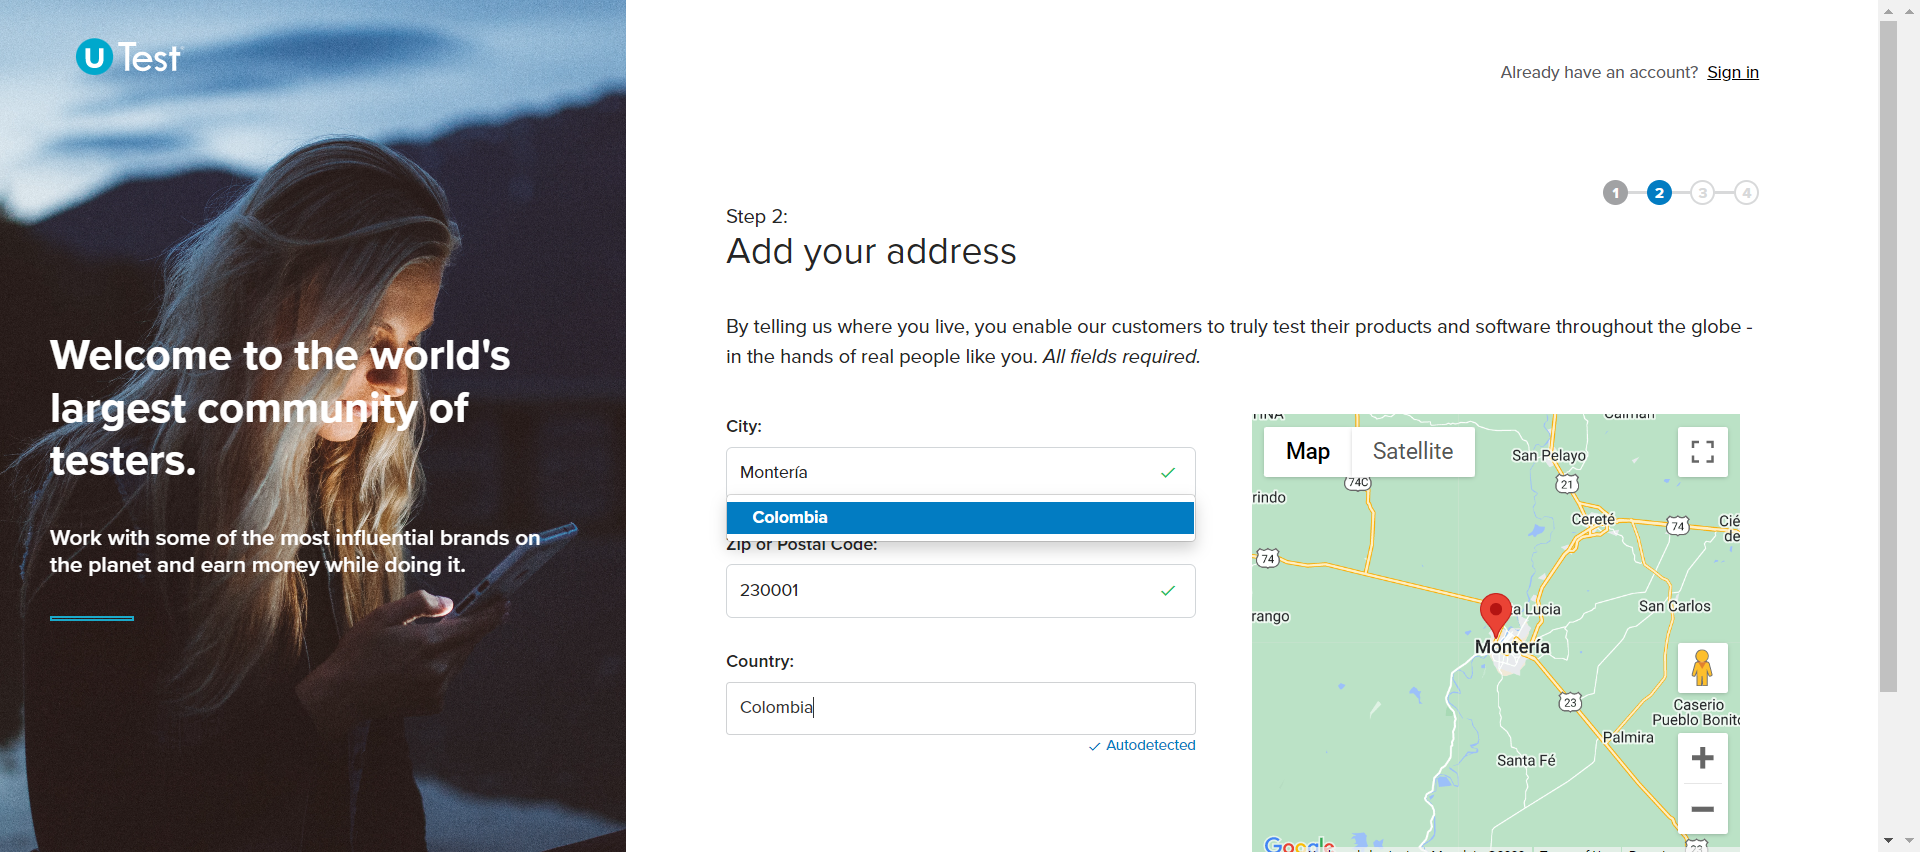 U Test
Already have an account? Sign in
1 2 3 4
Step 2:
Add your address
Welcome to the world's
largest community of
testers.
Work with some of the most influential brands on
the planet and earn money while doing it.
By telling us where you live, you enable our customers to truly test their products and software throughout the globe -
in the hands of real people like you. All fields required.
City:
Montería
Colombia
Zip or Postal Code:
230001
Country:
Colombia
Autodetected
Map Satellite
San Pelayo
74C
21
rindo
Cereté
74
Cié
de
74
ta Lucia
San Carlos
rango
Montería
23
Caserio
Pueblo Bonito
Palmira
Santa Fé
23
Google